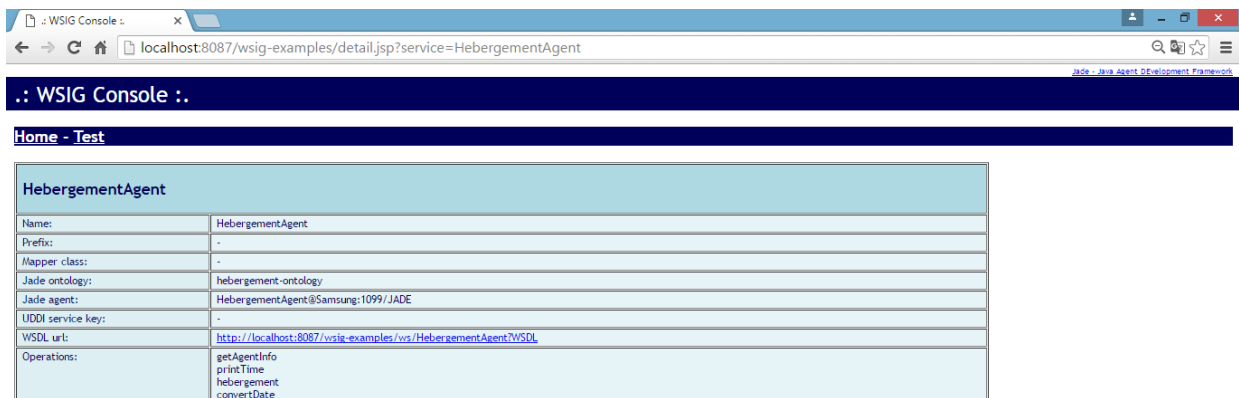 .: WSIG Console :.
localhost:8087/wsig-examples/detail.jsp?service=HebergementAgent
Jade - Java Agent DEvelopment Framework
.: WSIG Console :.
Home - Test
HebergementAgent
Name: HebergementAgent
Prefix: -
Mapper class: -
Jade ontology: hebergement-ontology
Jade agent: HebergementAgent@Samsung:1099/JADE
UDDI service key: -
WSDL url: http://localhost:8087/wsig-examples/ws/HebergementAgent?WSDL
Operations: getAgentInfo
printTime
hebergement
convertDate